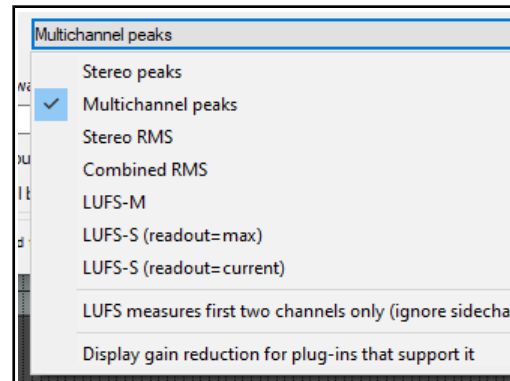 Multichannel peaks
Stereo peaks
Multichannel peaks
Stereo RMS
Combined RMS
LUFS-M
LUFS-S (readout=max)
LUFS-S (readout=current)
LUFS measures first two channels only (ignore
Display gain reduction for plug-ins that support it